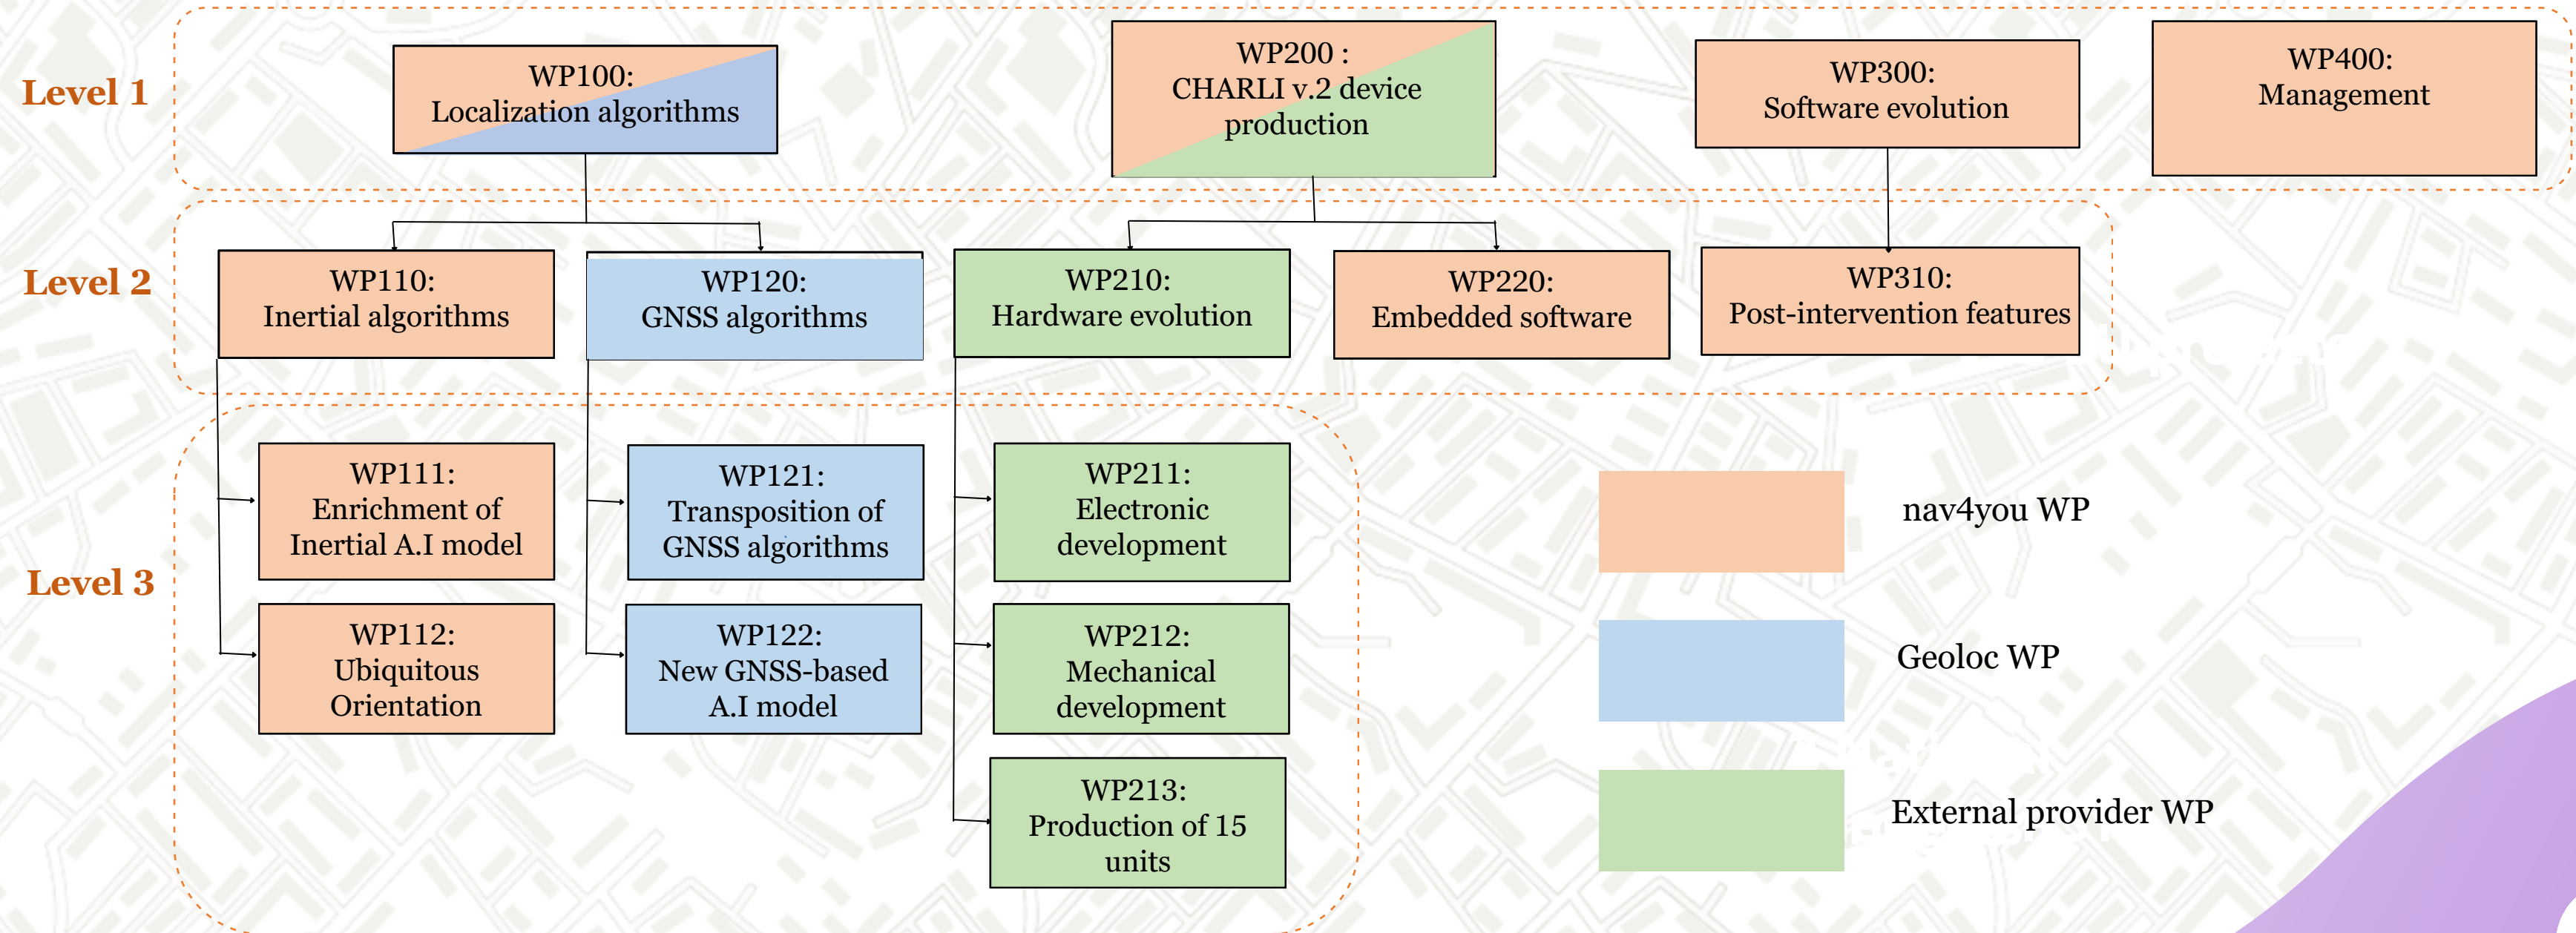 Level 1
WP100:
Localization algorithms
WP200 :
CHARLI v.2 device
production
WP300:
Software evolution
WP400:
Management
Level 2
WP110:
Inertial algorithms
WP120:
GNSS algorithms
WP210:
Hardware evolution
WP220:
Embedded software
WP310:
Post-intervention features
Level 3
WP111:
Enrichment of
Inertial A.I model
WP121:
Transposition of
GNSS algorithms
WP211:
Electronic
development
WP112:
Ubiquitous
Orientation
WP122:
New GNSS-based
A.I model
WP212:
Mechanical
development
WP213:
Production of 15
units
nav4you WP
Geoloc WP
External provider WP